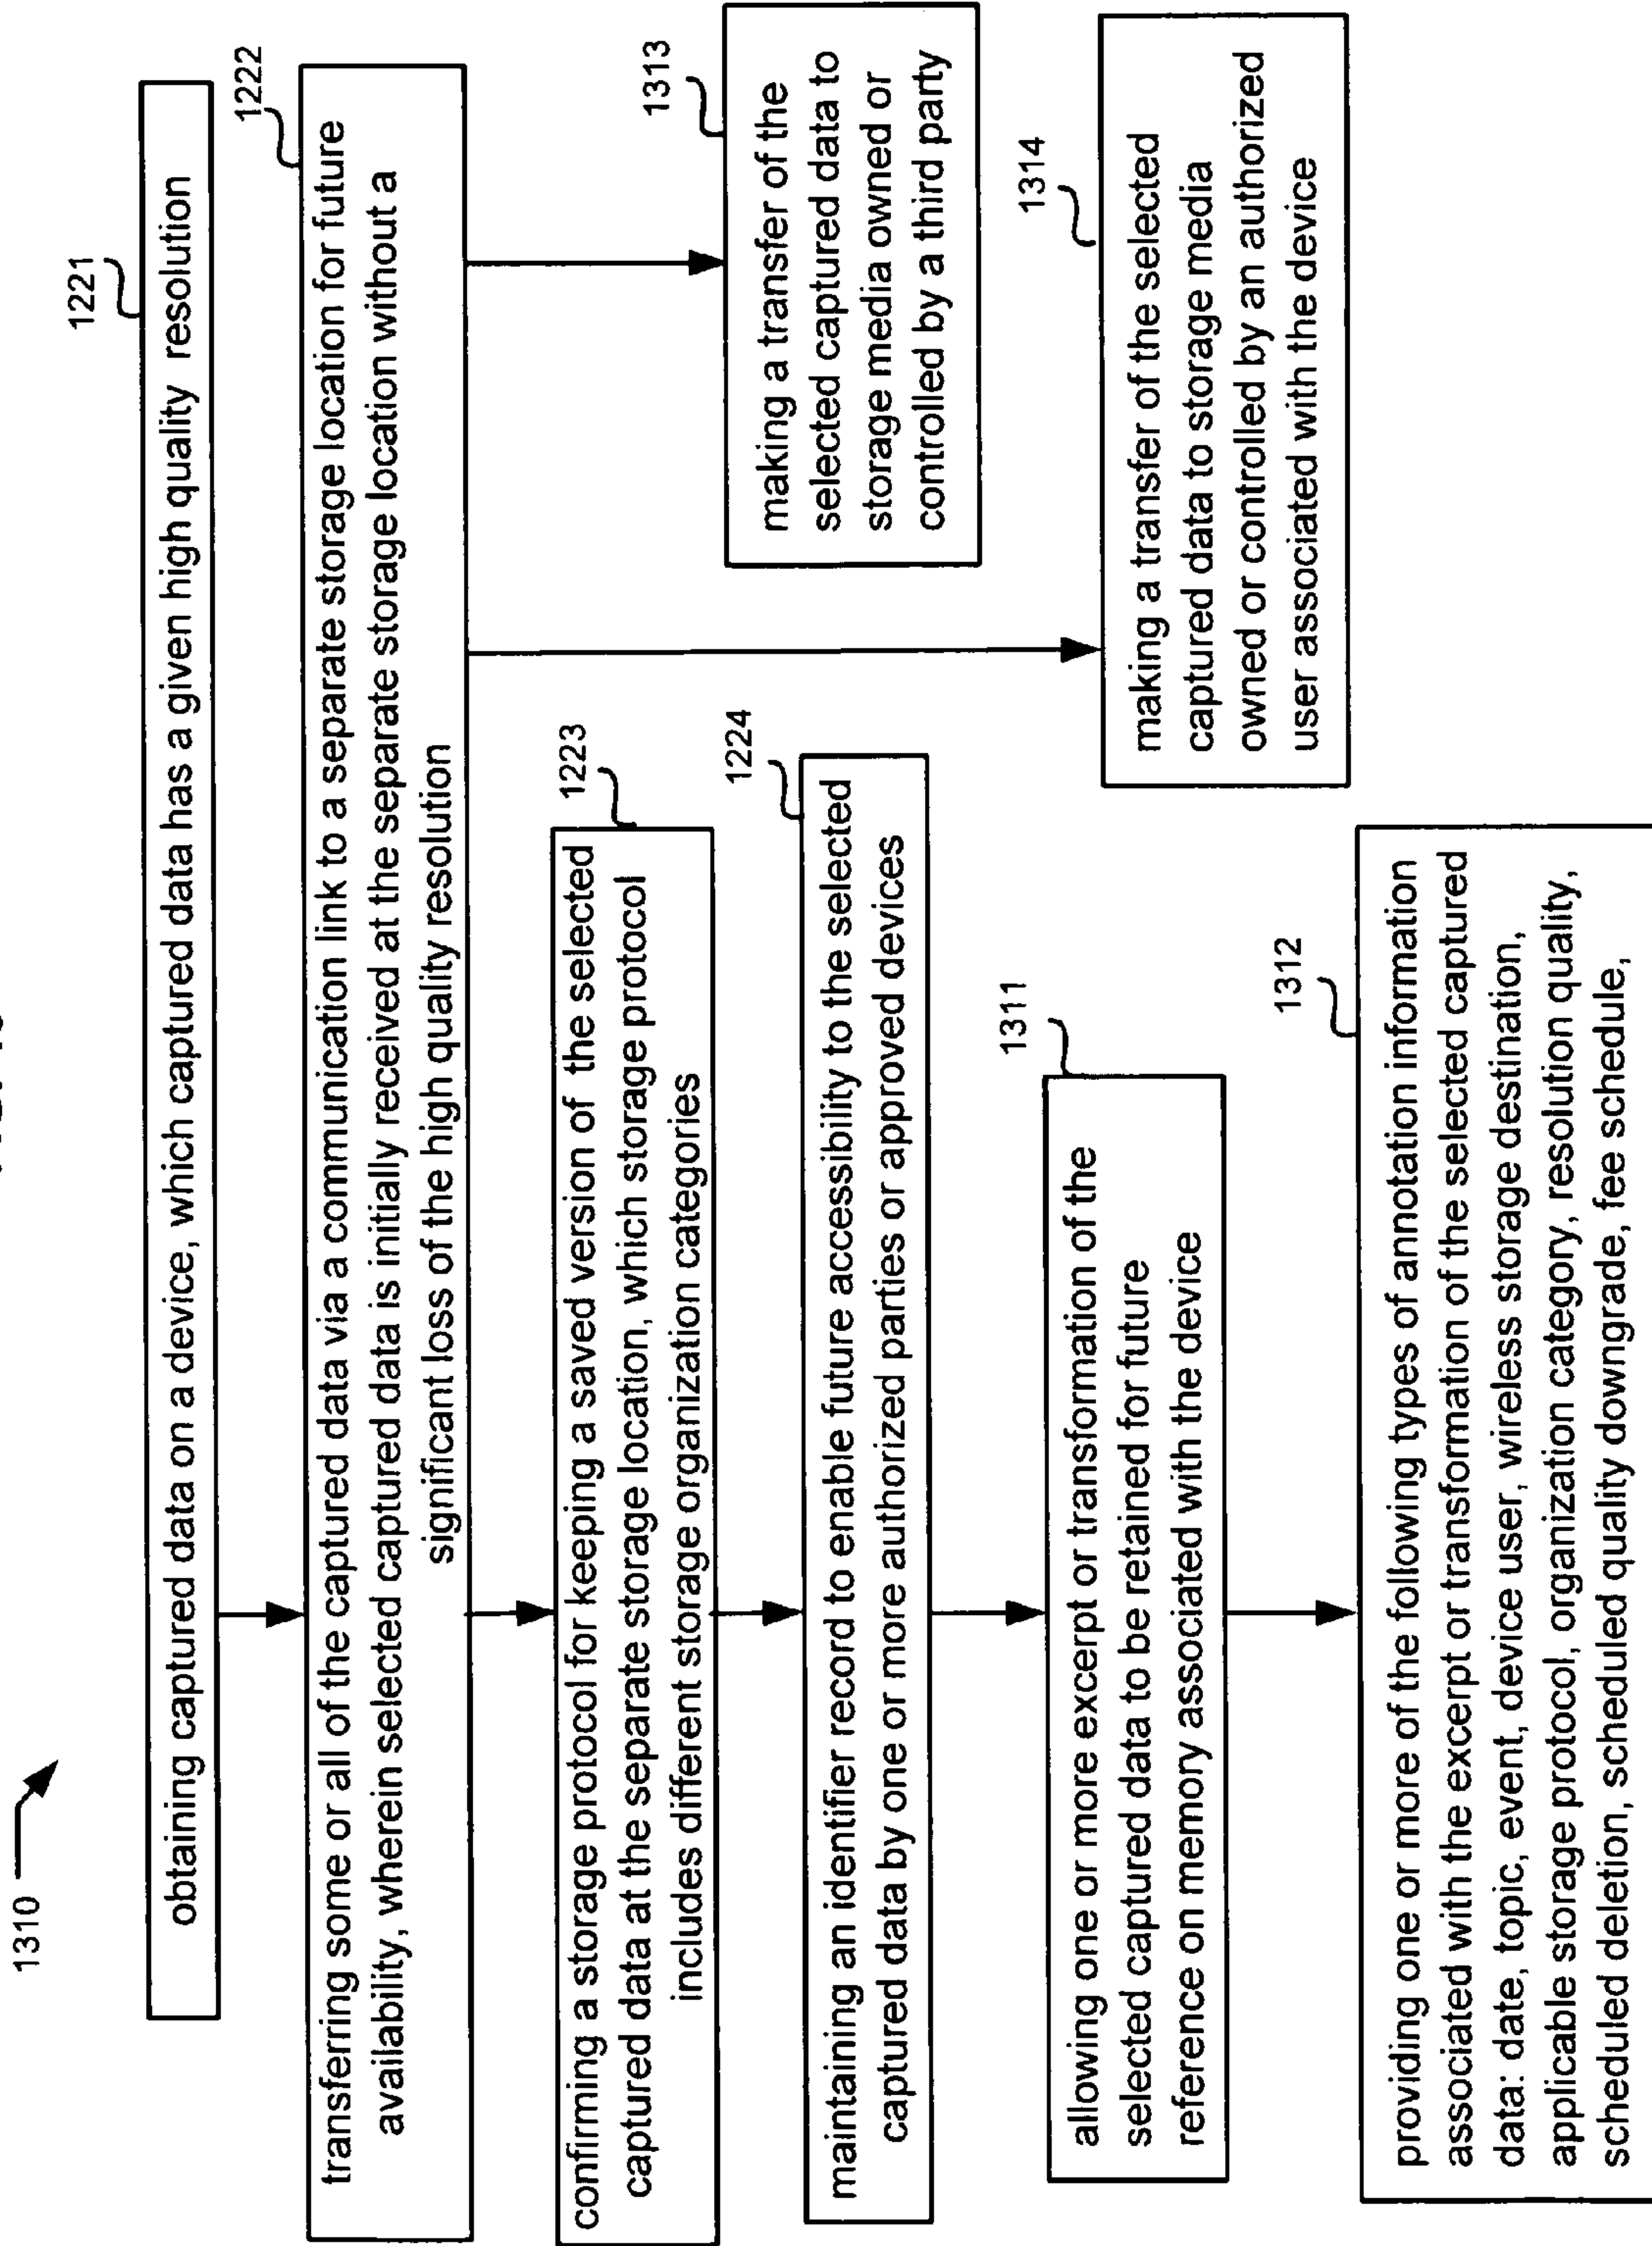 1310
1221
obtaining captured data on a device, which captured data has a given high quality resolution
1222
transferring some or all of the captured data via a communication link to a separate storage location for future
availability, wherein selected captured data is initially received at the separate storage location without a
significant loss of the high quality resolution
1223
confirming a storage protocol for keeping a saved version of the selected
captured data at the separate storage location, which storage protocol
includes different storage organization categories
1224
maintaining an identifier record to enable future accessibility to the selected
captured data by one or more authorized parties or approved devices
1311
allowing one or more excerpt or transformation of the
selected captured data to be retained for future
reference on memory associated with the device
1312
providing one or more of the following types of annotation information
associated with the excerpt or transformation of the selected captured
data: date, topic, event, device user, wireless storage destination,
applicable storage protocol, organization category, resolution quality,
scheduled deletion, scheduled quality downgrade, fee schedule,
1313
making a transfer of the
selected captured data to
storage media owned or
controlled by a third party
1314
making a transfer of the selected
captured data to storage media
owned or controlled by an authorized
user associated with the device